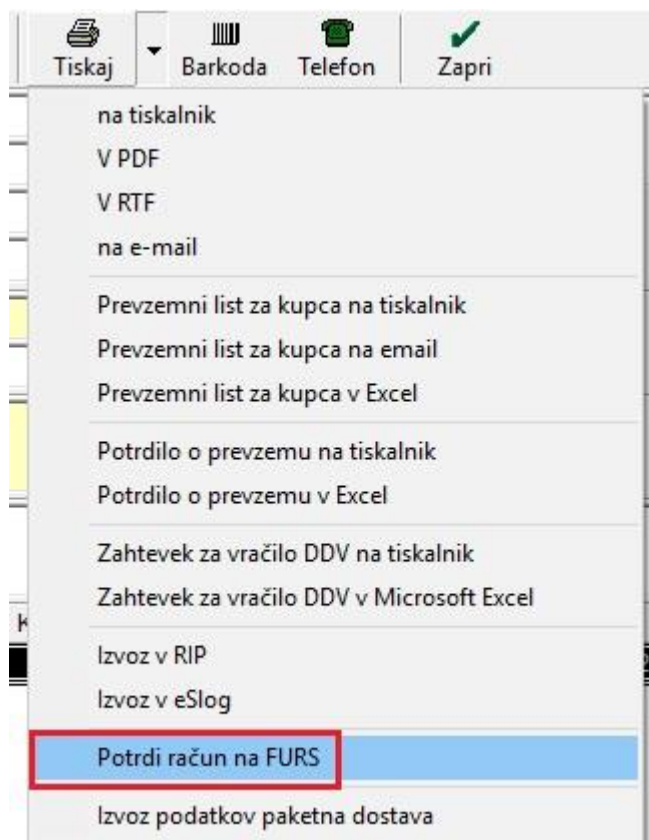 Tiskaj Barkoda Telefon Zapri
na tiskalnik
V PDF
V RTF
na e-mail
Prevzemni list za kupca na tiskalnik
Prevzemni list za kupca na email
Prevzemni list za kupca v Excel
Potrdilo o prevzemu na tiskalnik
Potrdilo o prevzemu v Excel
Zahtevek za vračilo DDV na tiskalnik
Zahtevek za vračilo DDV v Microsoft Excel
Izvoz v RIP
Izvoz v eSlog
Potrdi račun na FURS
Izvoz podatkov paketna dostava